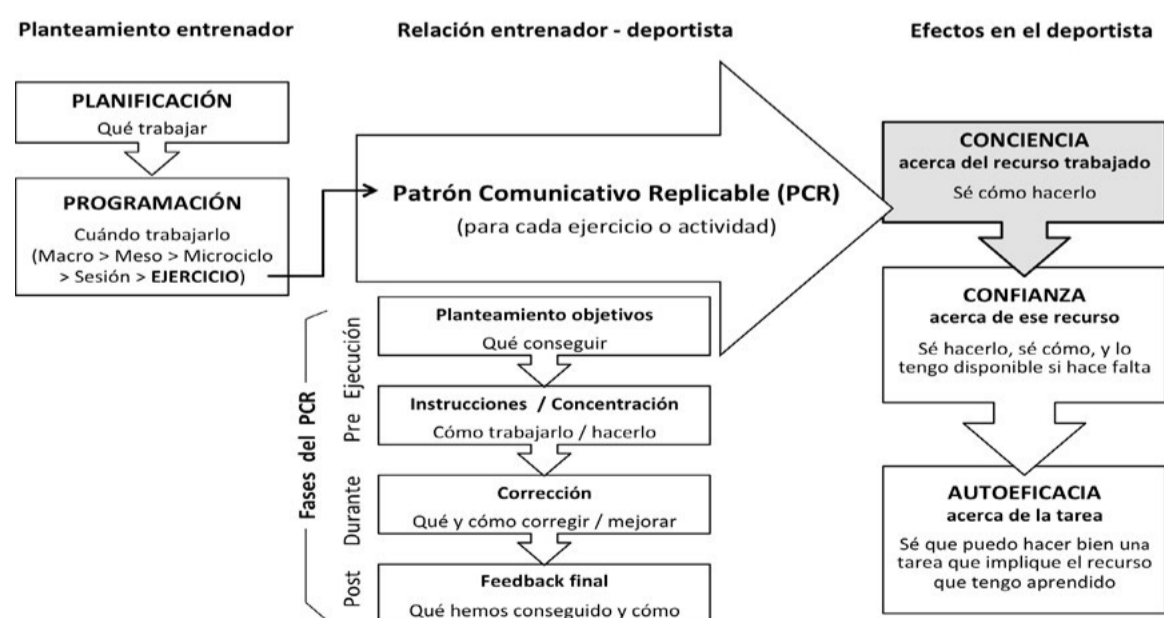 Planteamiento entrenador
Relación entrenador - deportista
Efectos en el deportista
PLANIFICACIÓN
Qué trabajar
PROGRAMACIÓN
Cuándo trabajarlo
(Macro > Meso > Microciclo
> Sesión > EJERCICIO)
Patrón Comunicativo Replicable (PCR)
(para cada ejercicio o actividad)
Fases del PCR
Pre Ejecución
Planteamiento objetivos
Qué conseguir
Instrucciones / Concentración
Cómo trabajarlo / hacerlo
Durante
Corrección
Qué y cómo corregir / mejorar
Post
Feedback final
Qué hemos conseguido y cómo
CONCIENCIA
acerca del recurso trabajado
Sé cómo hacerlo
CONFIANZA
acerca de ese recurso
Sé hacerlo, sé cómo, y lo
tengo disponible si hace falta
AUTOEFICACIA
acerca de la tarea
Sé que puedo hacer bien una
tarea que implique el recurso
que tengo aprendido